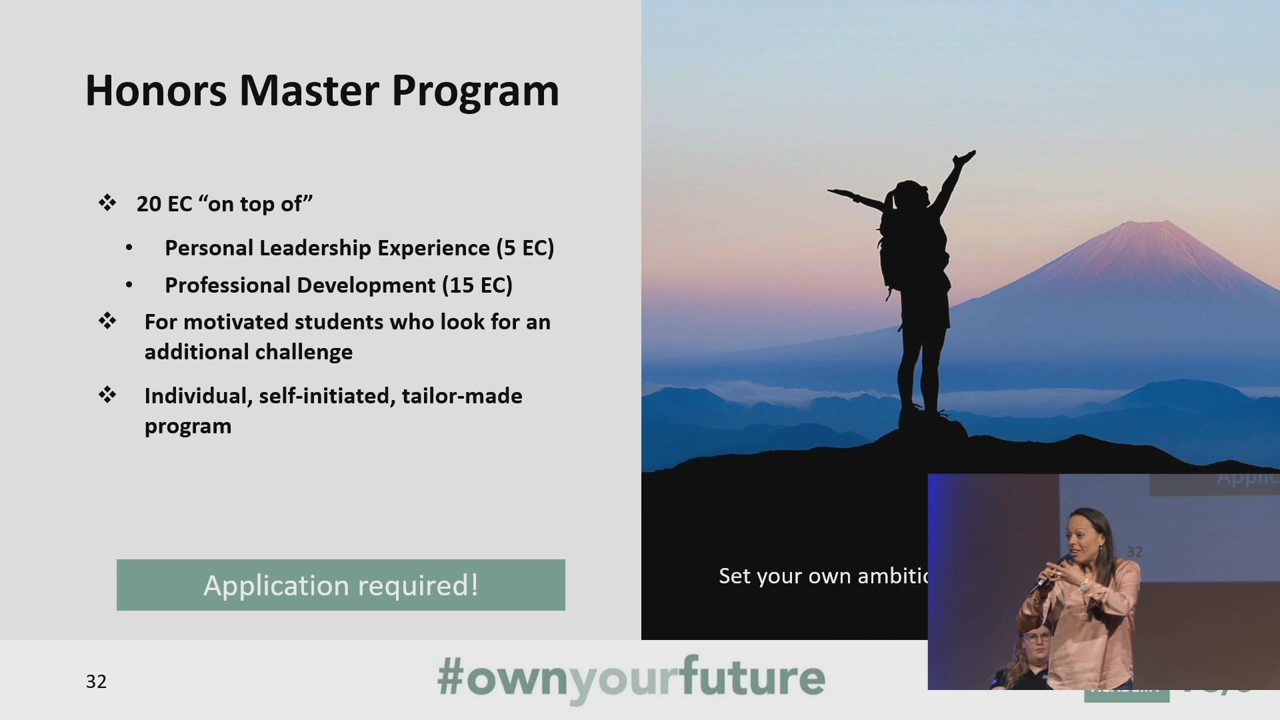 Honors Master Program
❖ 20 EC “on top of”
• Personal Leadership Experience (5 EC)
• Professional Development (15 EC)
❖ For motivated students who look for an
additional challenge
❖ Individual, self-initiated, tailor-made
program
Application required!
Set your own
32
#ownyourfuture
32